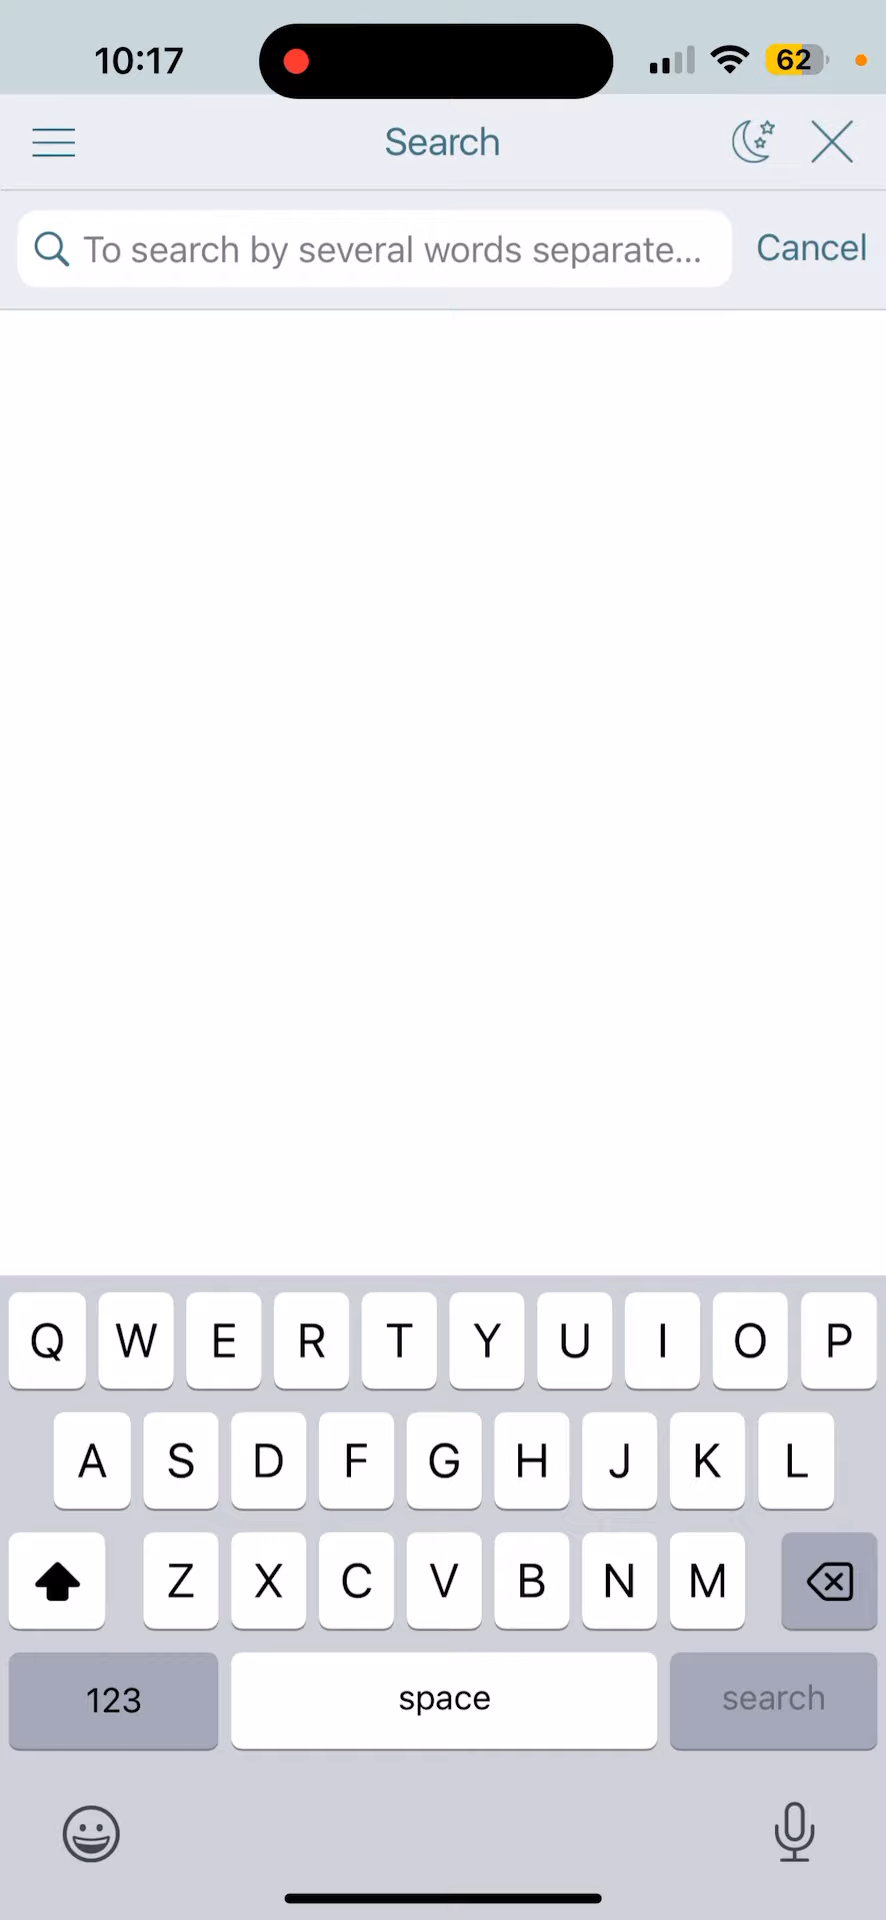 10:17
62
Search
To search by several words separate...
Cancel
Q W E R T Y U I O P
A S D F G H J K L
Z X C V B N M
123 space search